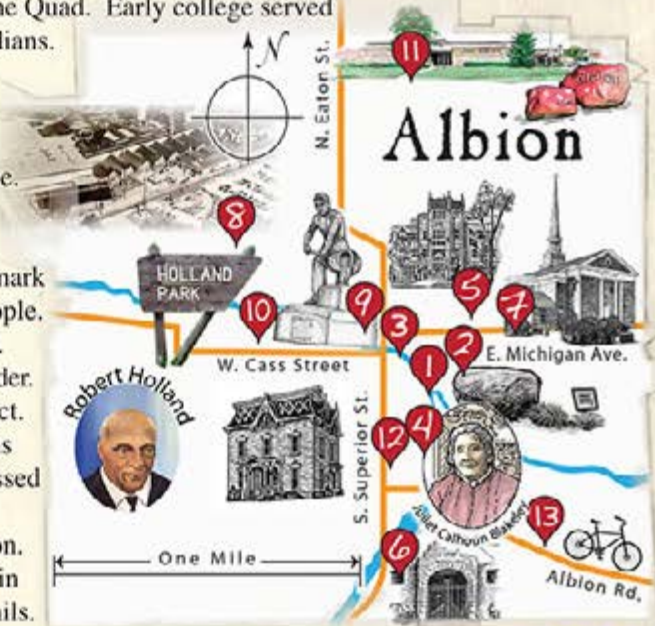 ne Quad. Early college served
dians.
e.
mark
ople.
der.
ct.
s
ssed
on.
in
ails.
N
N. Eaton St.
11
Albion
8
HOLLAND
PARK
10
9
3
5
7
1
2
E. Michigan Ave.
W. Cass Street
Robert Holland
S. Superior St.
12
4
Juliet Calhoun Blakeley
13
6
One Mile
Albion Rd.